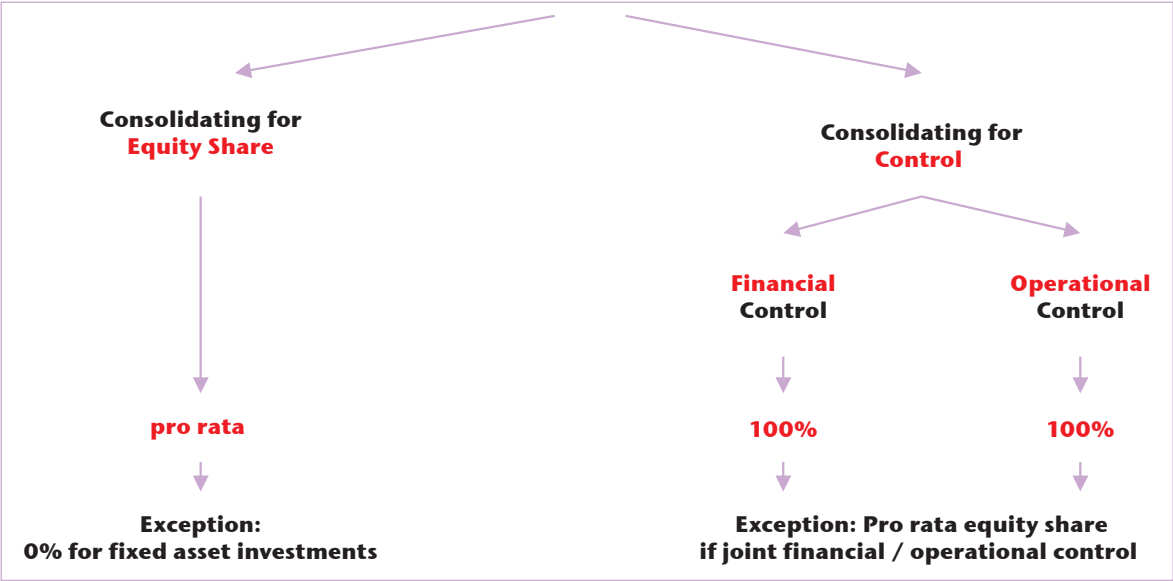 Consolidating for
Equity Share
Consolidating for
Control
Financial
Control
Operational
Control
pro rata
100%
100%
Exception:
0% for fixed asset investments
Exception: Pro rata equity share
if joint financial / operational control